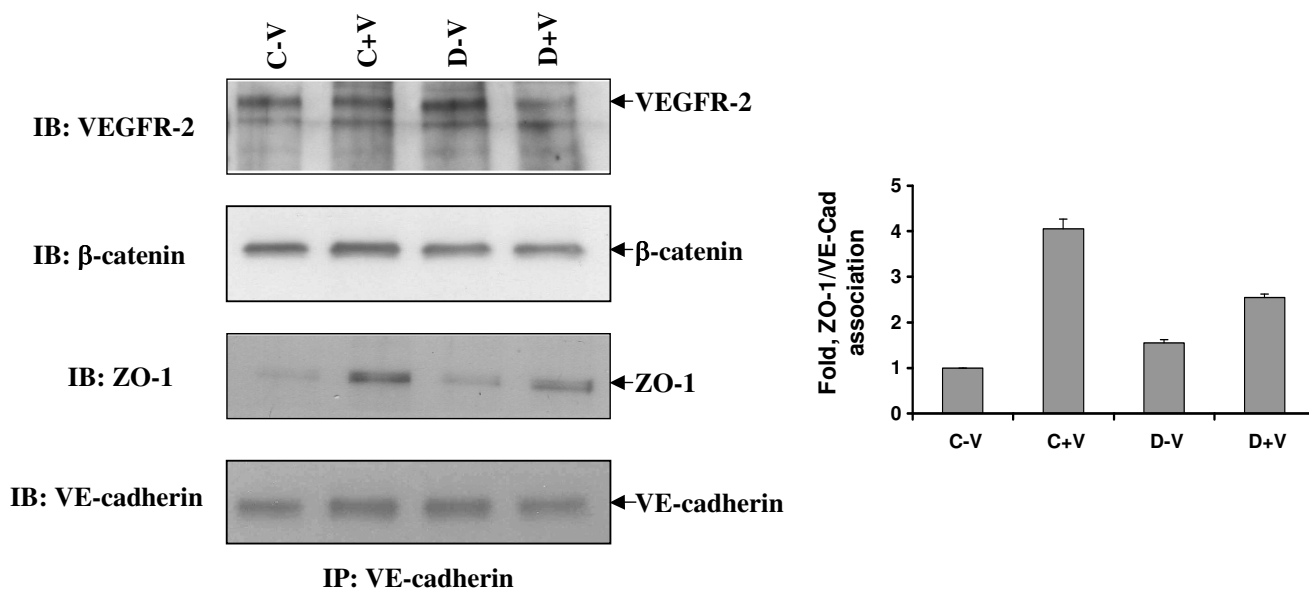 C-V
C+V
D-V
D+V
IB: VEGFR-2
VEGFR-2
IB: β-catenin
β-catenin
IB: ZO-1
ZO-1
IB: VE-cadherin
VE-cadherin
IP: VE-cadherin
Fold, ZO-1/VE-Cad
association
5
4
3
2
1
0
C-V
C+V
D-V
D+V